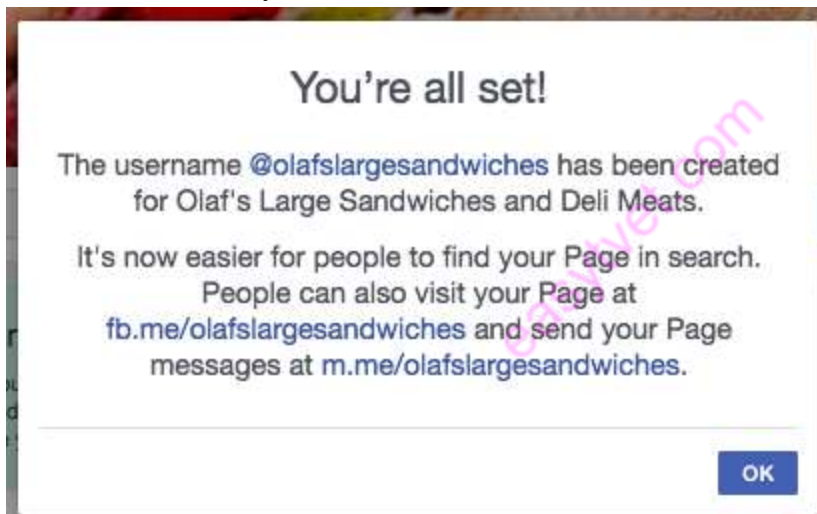 You're all set!
The username @olafslargesandwiches has been created
for Olaf's Large Sandwiches and Deli Meats.
It's now easier for people to find your Page in search.
People can also visit your Page at
fb.me/olafslargesandwiches and send your Page
messages at m.me/olafslargesandwiches.
OK
easytvet.com